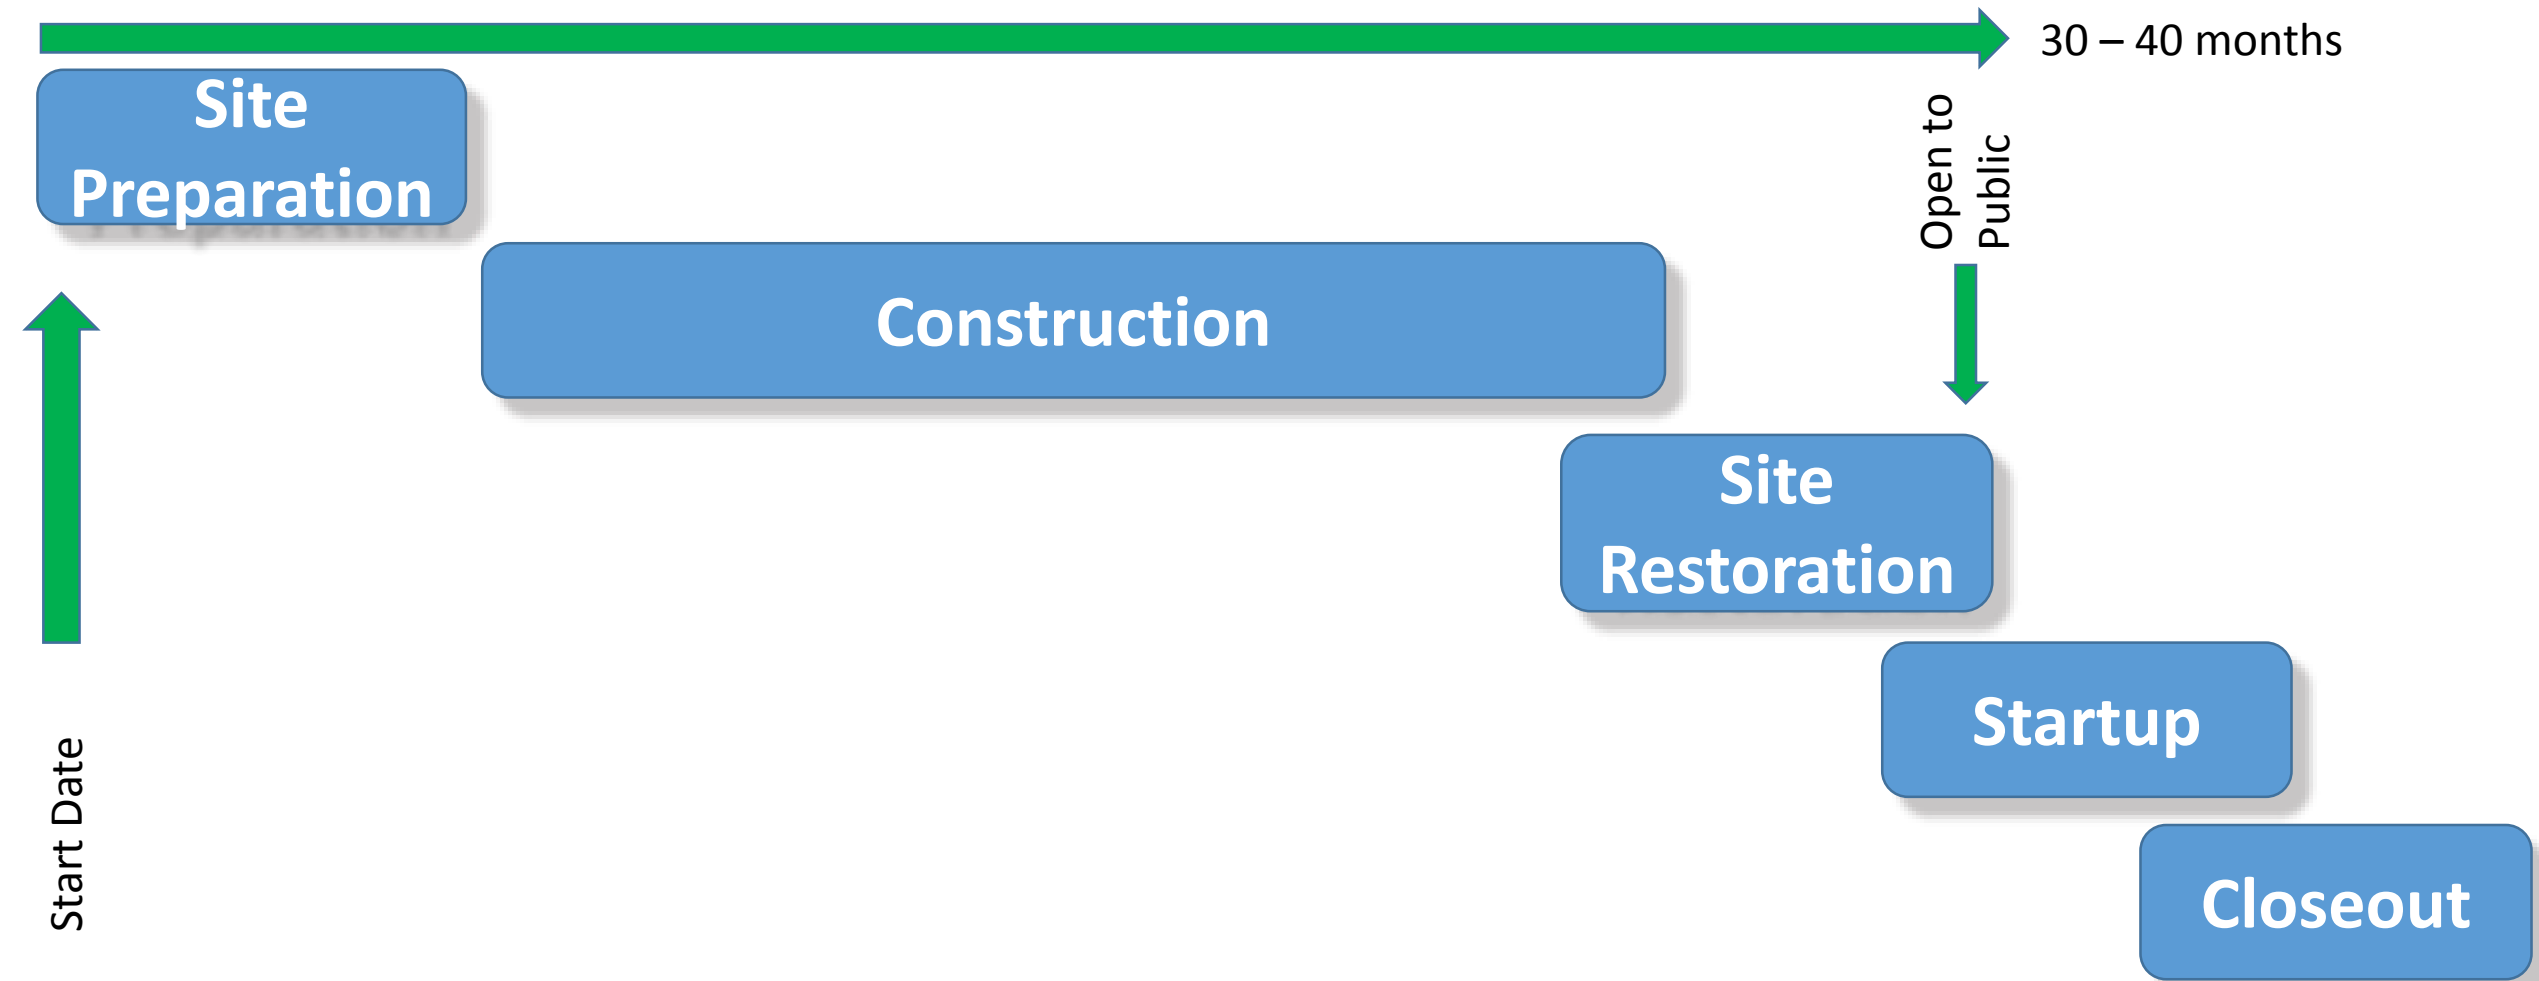 30 – 40 months
Site
Preparation
Open to
Public
Construction
Site
Restoration
Startup
Start Date
Closeout